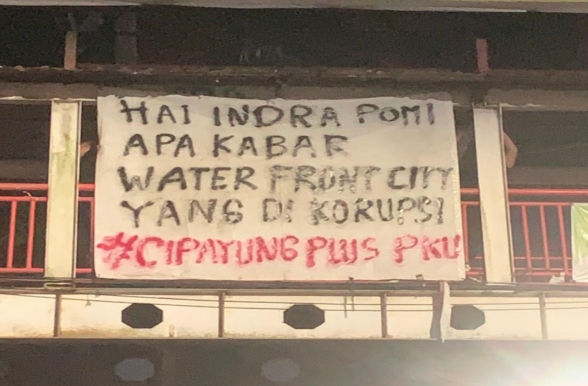 HAI INDRA POMI
APA KABAR
WATER FRONT CITY
YANG DI KORUPSI
#CIPAYUNG PLUS PKU